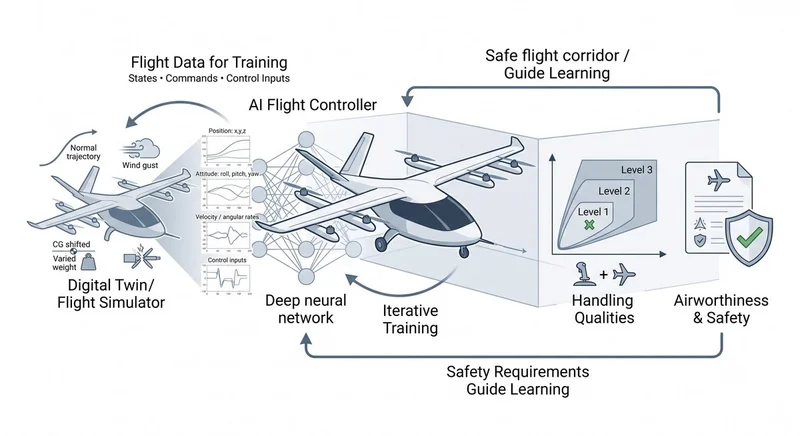 Flight Data for Training
States • Commands • Control Inputs
Safe flight corridor /
Guide Learning
AI Flight Controller
Normal
trajectory
Wind gust
Position: x,y,z
Attitude: roll, pitch, yaw
Velocity / angular rates
Control inputs
CG shifted
Varied
weight
Digital Twin/
Flight Simulator
Deep neural
network
Iterative
Training
Level 3
Level 2
Level 1
+
Handling
Qualities
Airworthiness
& Safety
Safety Requirements
Guide Learning